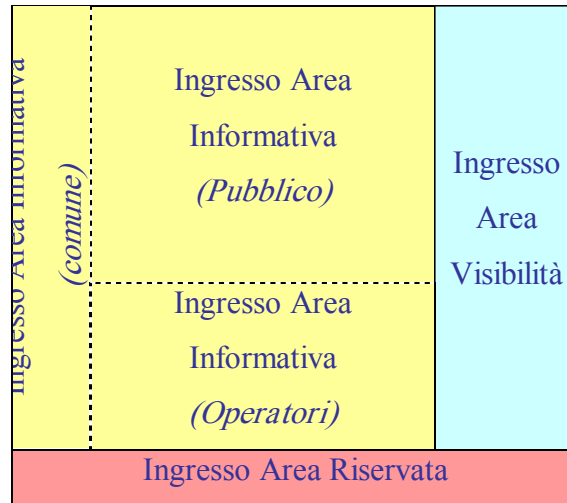 Ingresso Area Informativa
(comune)
Ingresso Area
Informativa
(Pubblico)
Ingresso Area
Informativa
(Operatori)
Ingresso
Area
Visibilità
Ingresso Area Riservata